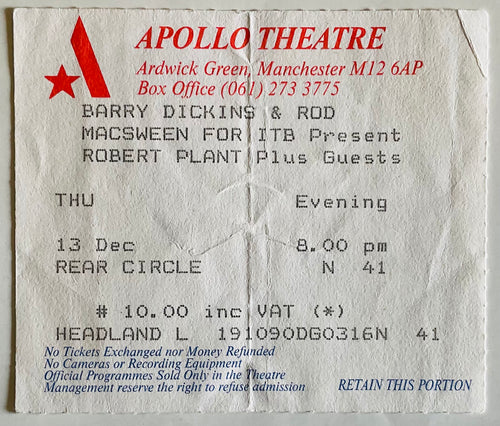 APOLLO THEATRE
Ardwick Green, Manchester M12 6AP
Box Office (061) 273 3775
BARRY DICKINS & ROD
MACSWEEN FOR ITB Present
ROBERT PLANT Plus Guests
THU Evening
13 Dec 8.00 pm
REAR CIRCLE N 41
# 10.00 inc VAT (*)
HEADLAND L 191090DG0316N 41
No Tickets Exchanged nor Money Refunded
No Cameras or Recording Equipment
Official Programmes Sold Only in the Theatre
Management reserve the right to refuse admission RETAIN THIS PORTION